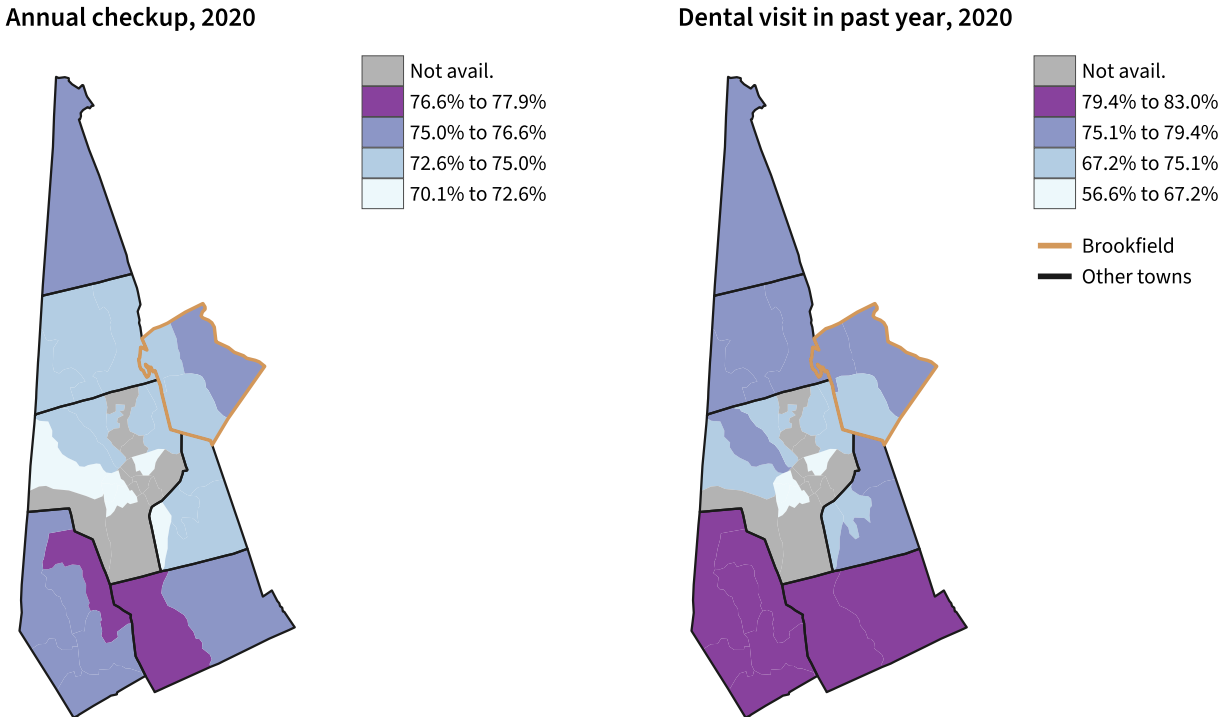 Annual checkup, 2020
Not avail.
76.6% to 77.9%
75.0% to 76.6%
72.6% to 75.0%
70.1% to 72.6%
Dental visit in past year, 2020
Not avail.
79.4% to 83.0%
75.1% to 79.4%
67.2% to 75.1%
56.6% to 67.2%
Brookfield
Other towns